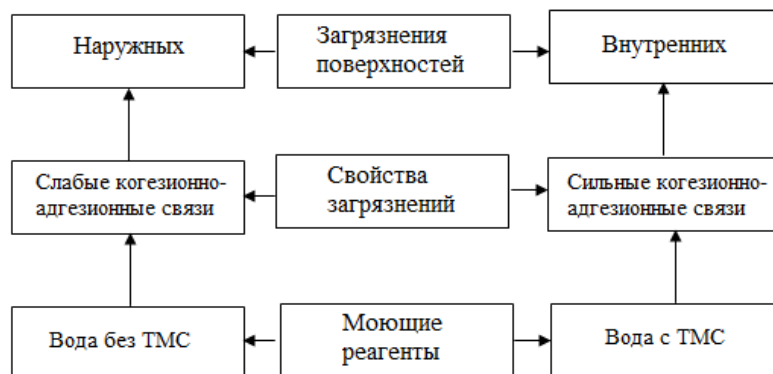 Наружных
Загрязнения
поверхностей
Внутренних
Слабые когезионно-
адгезионные связи
Свойства
загрязнений
Сильные когезионно-
адгезионные связи
Вода без ТМС
Моющие
реагенты
Вода с ТМС